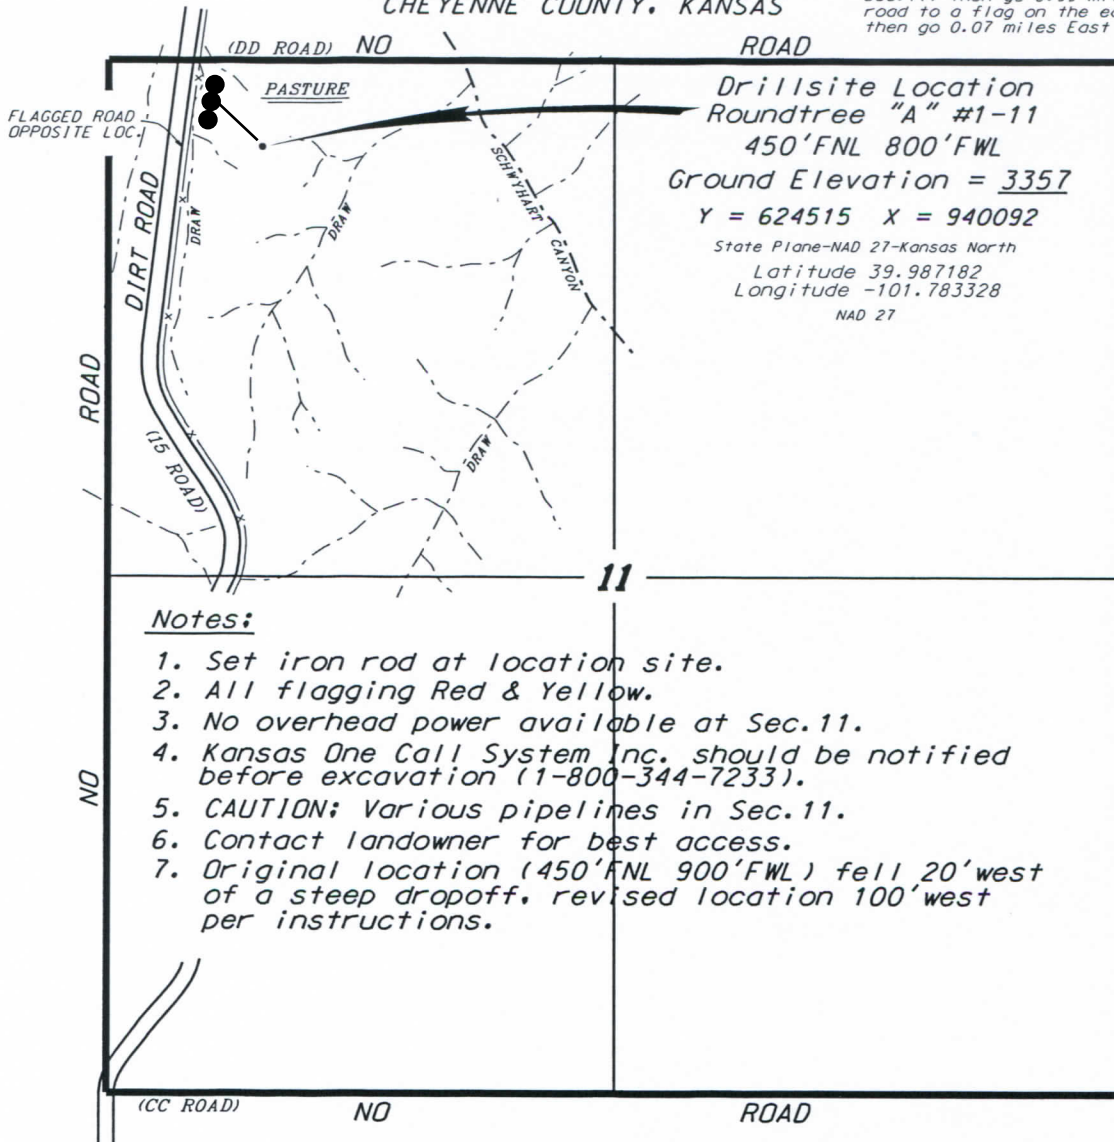 CHEYENNE COUNTY, KANSAS
road to a flag on the
then go 0.07 miles East
(DD ROAD) NO ROAD
PASTURE
FLAGGED ROAD
OPPOSITE LOC.
Drillsite Location
Roundtree "A" #1-11
450'FNL 800'FWL
Ground Elevation = 3357
Y = 624515 X = 940092
State Plane-NAD 27-Kansas North
Latitude 39.987182
Longitude -101.783328
NAD 27
SCHWYHART CANYON
DIRT ROAD
DRAW
DRAW
ROAD
(15 ROAD)
DRAW
11
Notes:
1. Set iron rod at location site.
2. All flagging Red & Yellow.
3. No overhead power available at Sec.11.
4. Kansas One Call System Inc. should be notified
before excavation (1-800-344-7233).
5. CAUTION: Various pipelines in Sec.11.
6. Contact landowner for best access.
7. Original location (450'FNL 900'FWL) fell 20'west
of a steep dropoff, revised location 100'west
per instructions.
NO
(CC ROAD) NO ROAD